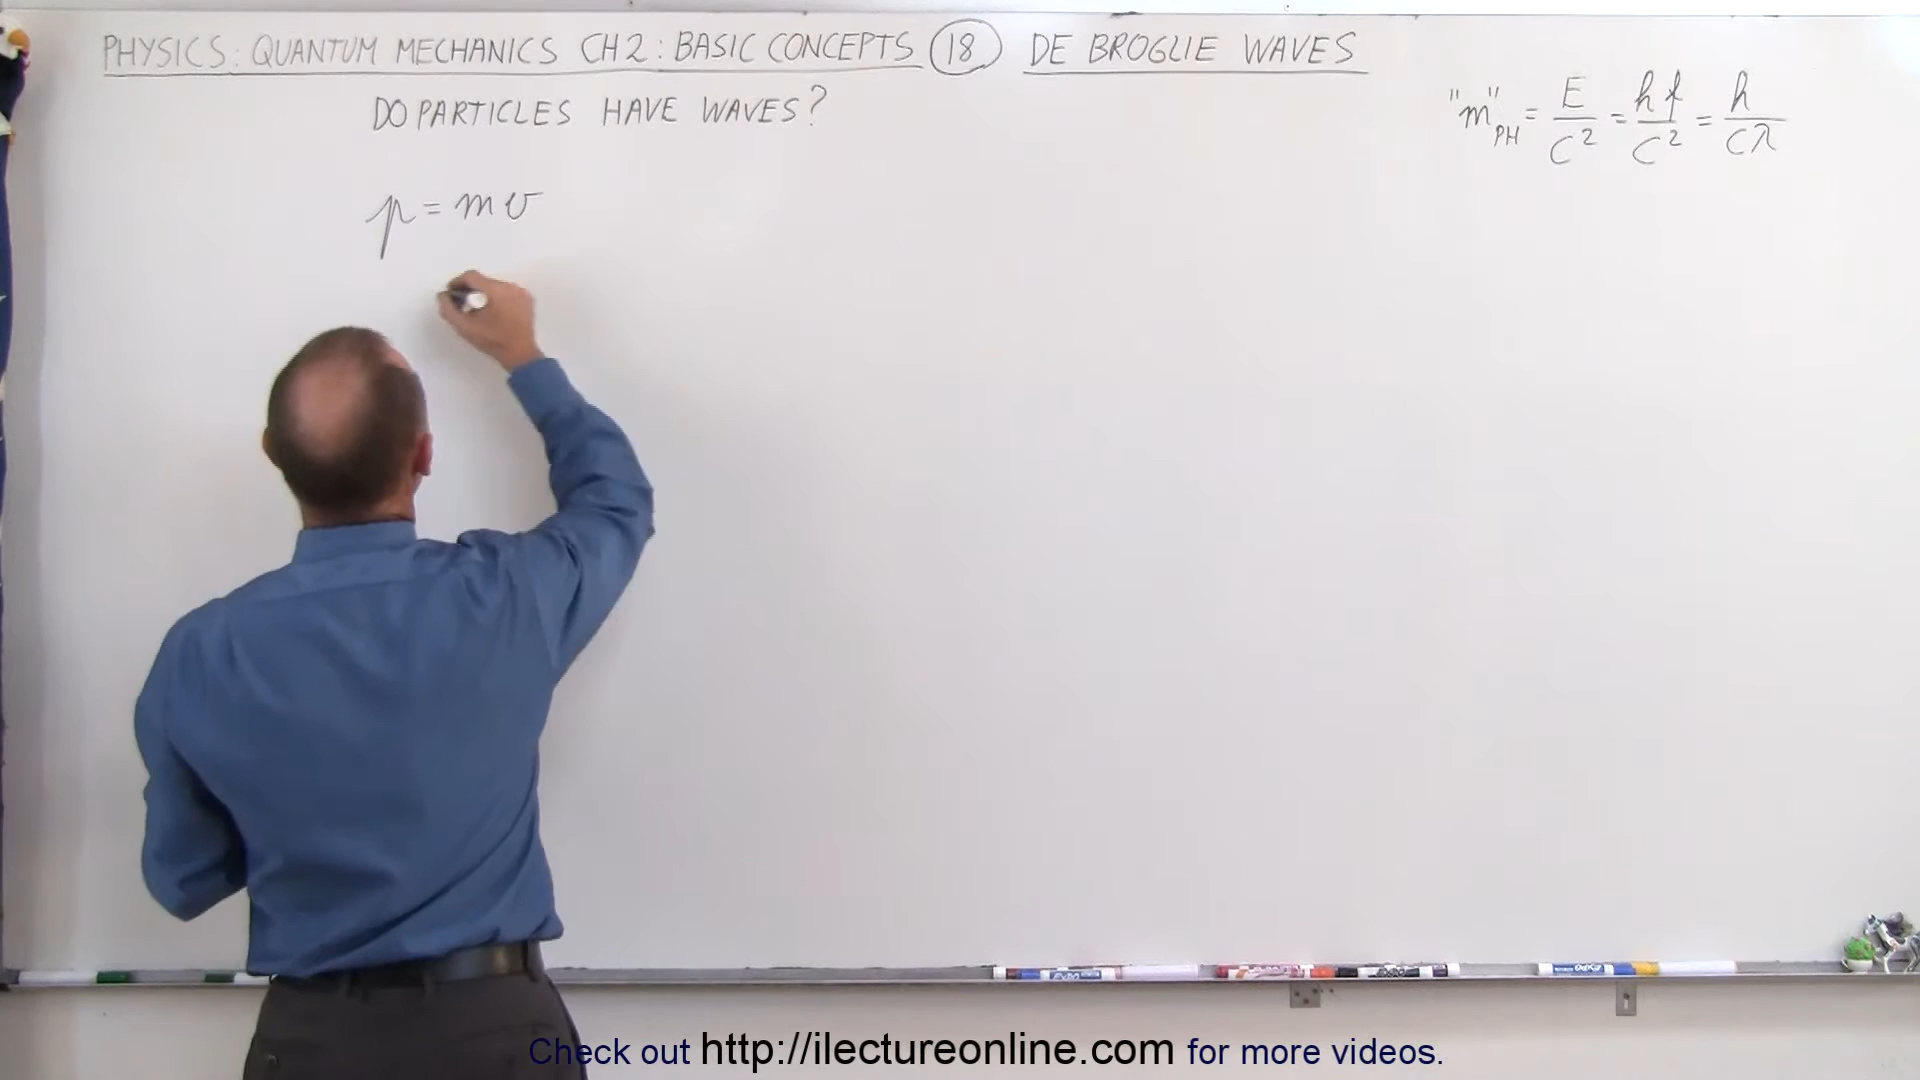 PHYSICS: QUANTUM MECHANICS CH2: BASIC CONCEPTS 18 DE BROGLIE WAVES
DO PARTICLES HAVE WAVES?
"m"PH = E/C² = hf/C² = h/Cλ
p = mv
Check out http://ilectureonline.com for more videos.